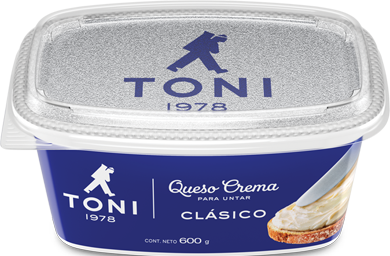 TONI
1978
TONI
1978
Queso Crema
PARA UNTAR
CLÁSICO
CONT. NETO 600 g